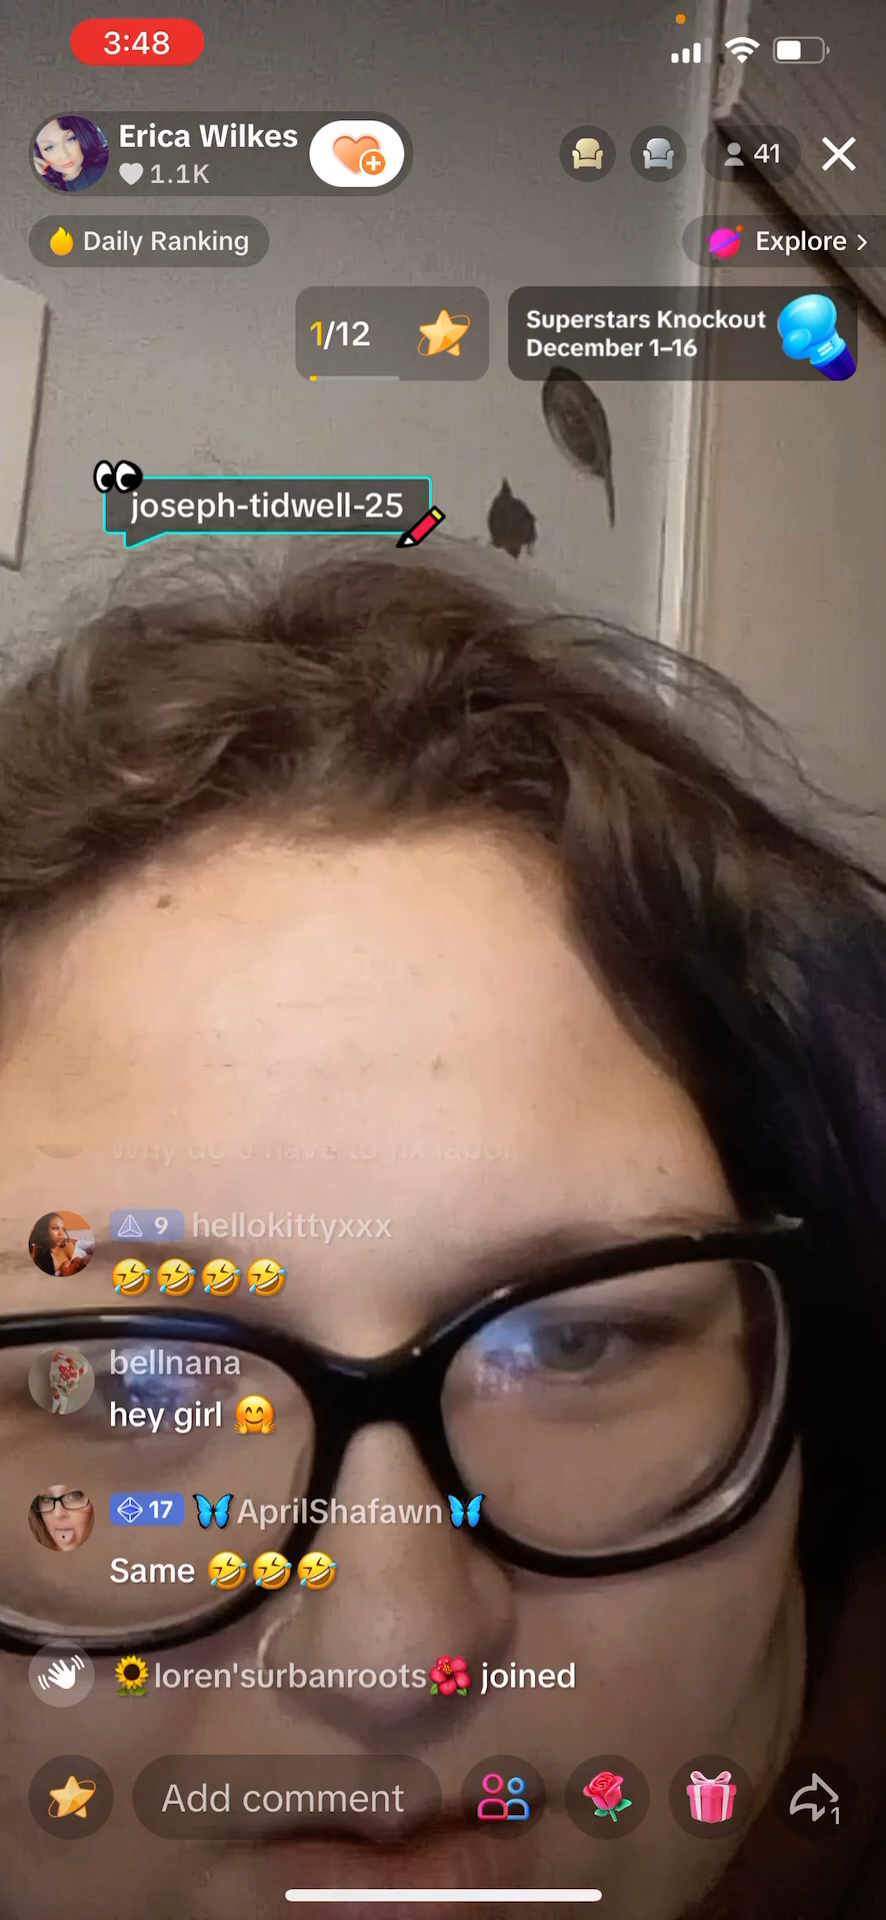 3:48
Erica Wilkes
1.1K
41
Daily Ranking
Explore >
1/12
Superstars Knockout
December 1–16
joseph-tidwell-25
9 hellokittyxxx
🤣🤣🤣🤣
bellnana
hey girl 🤗
17 🦋AprilShafawn🦋
Same 🤣🤣🤣
🌻loren'surbanroots🌺 joined
Add comment
1